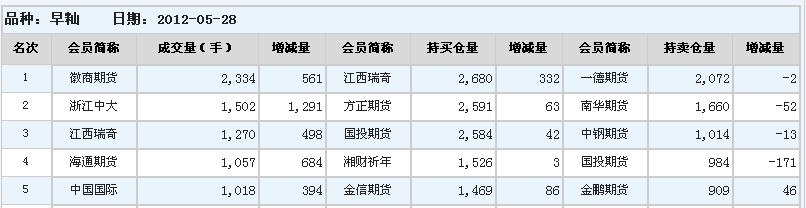 品种：早籼 日期：2012-05-28
名次 会员简称 成交量（手） 增减量 会员简称 持买仓量 增减量 会员简称 持卖仓量 增减量
1 徽商期货 2,334 561 江西瑞奇 2,680 332 一德期货 2,072 -2
2 浙江中大 1,502 1,291 方正期货 2,591 63 南华期货 1,660 -52
3 江西瑞奇 1,270 498 国投期货 2,584 42 中钢期货 1,014 -13
4 海通期货 1,057 684 湘财祈年 1,526 3 国投期货 984 -171
5 中国国际 1,018 394 金信期货 1,469 86 金鹏期货 909 46